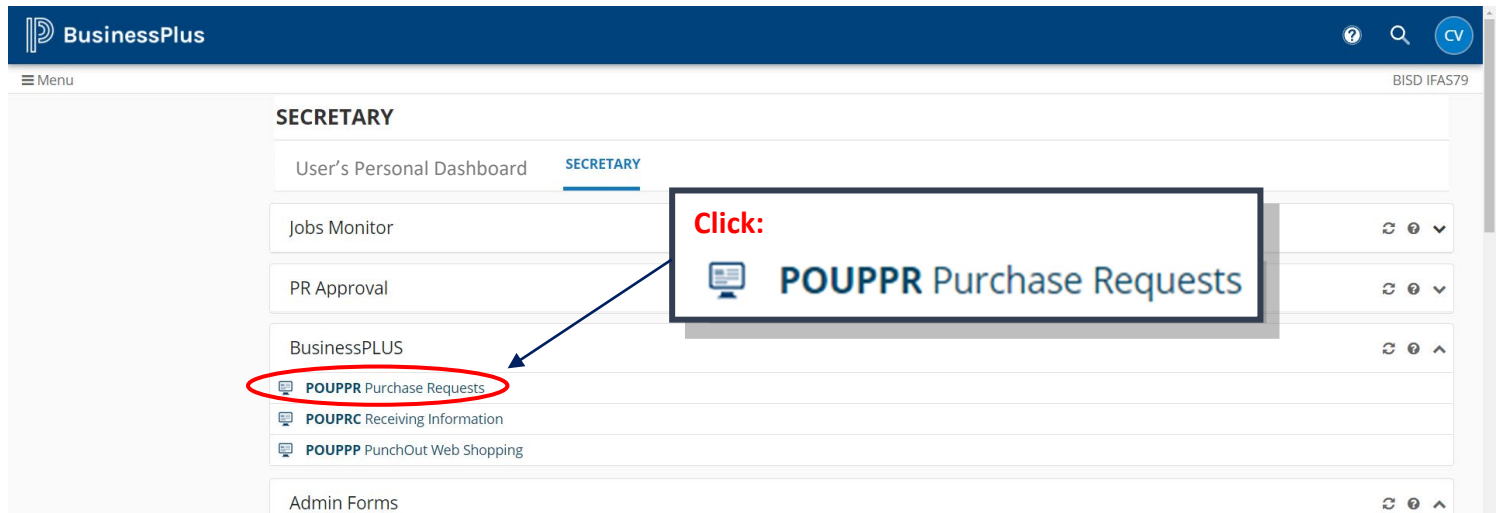 BusinessPlus
CV
Menu
BISD IFAS79
SECRETARY
User's Personal Dashboard SECRETARY
Jobs Monitor
Click:
POUPPR Purchase Requests
PR Approval
BusinessPLUS
POUPPR Purchase Requests
POUPRC Receiving Information
POUPPP PunchOut Web Shopping
Admin Forms